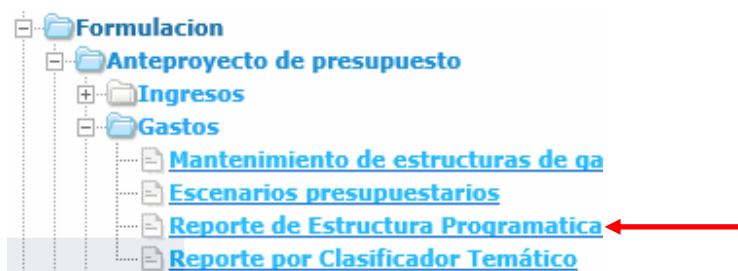 Formulacion
Anteproyecto de presupuesto
Ingresos
Gastos
Mantenimiento de estructuras de ga
Escenarios presupuestarios
Reporte de Estructura Programatica
Reporte por Clasificador Temático